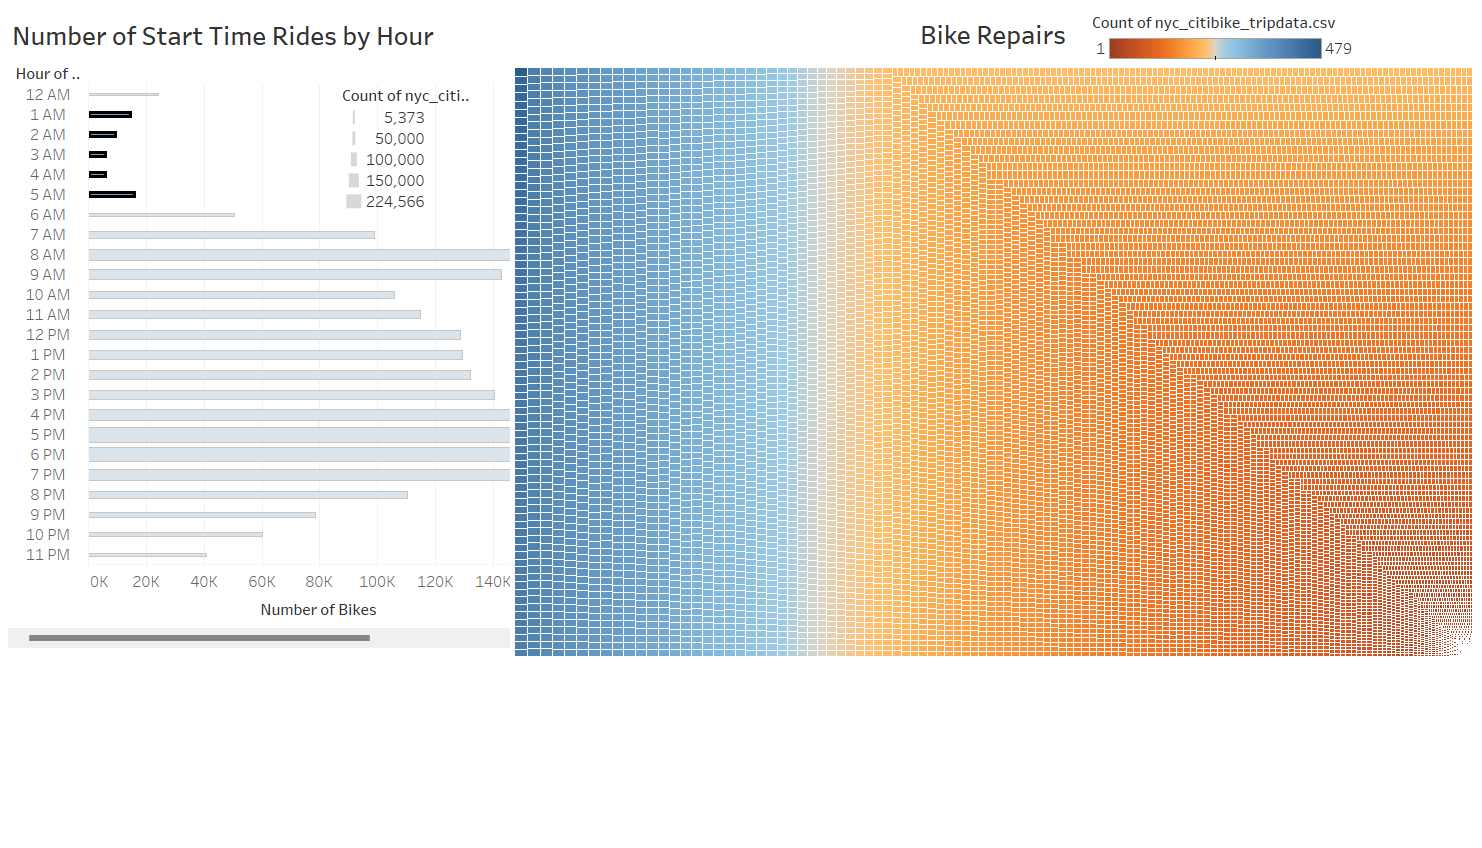 Number of Start Time Rides by Hour
Hour of ..
12 AM
1 AM
2 AM
3 AM
4 AM
5 AM
6 AM
7 AM
8 AM
9 AM
10 AM
11 AM
12 PM
1 PM
2 PM
3 PM
4 PM
5 PM
6 PM
7 PM
8 PM
9 PM
10 PM
11 PM
0K 20K 40K 60K 80K 100K 120K 140K
Number of Bikes
Count of nyc_citi..
5,373
50,000
100,000
150,000
224,566
Bike Repairs
Count of nyc_citibike_tripdata.csv
1 479